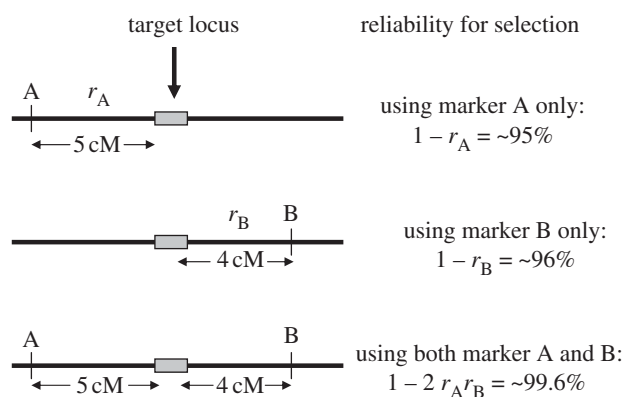 target locus
reliability for selection
A
r_A
5 cM
using marker A only:
1 – r_A = ~95%
r_B
B
4 cM
using marker B only:
1 – r_B = ~96%
A
B
5 cM
4 cM
using both marker A and B:
1 – 2 r_A r_B = ~99.6%